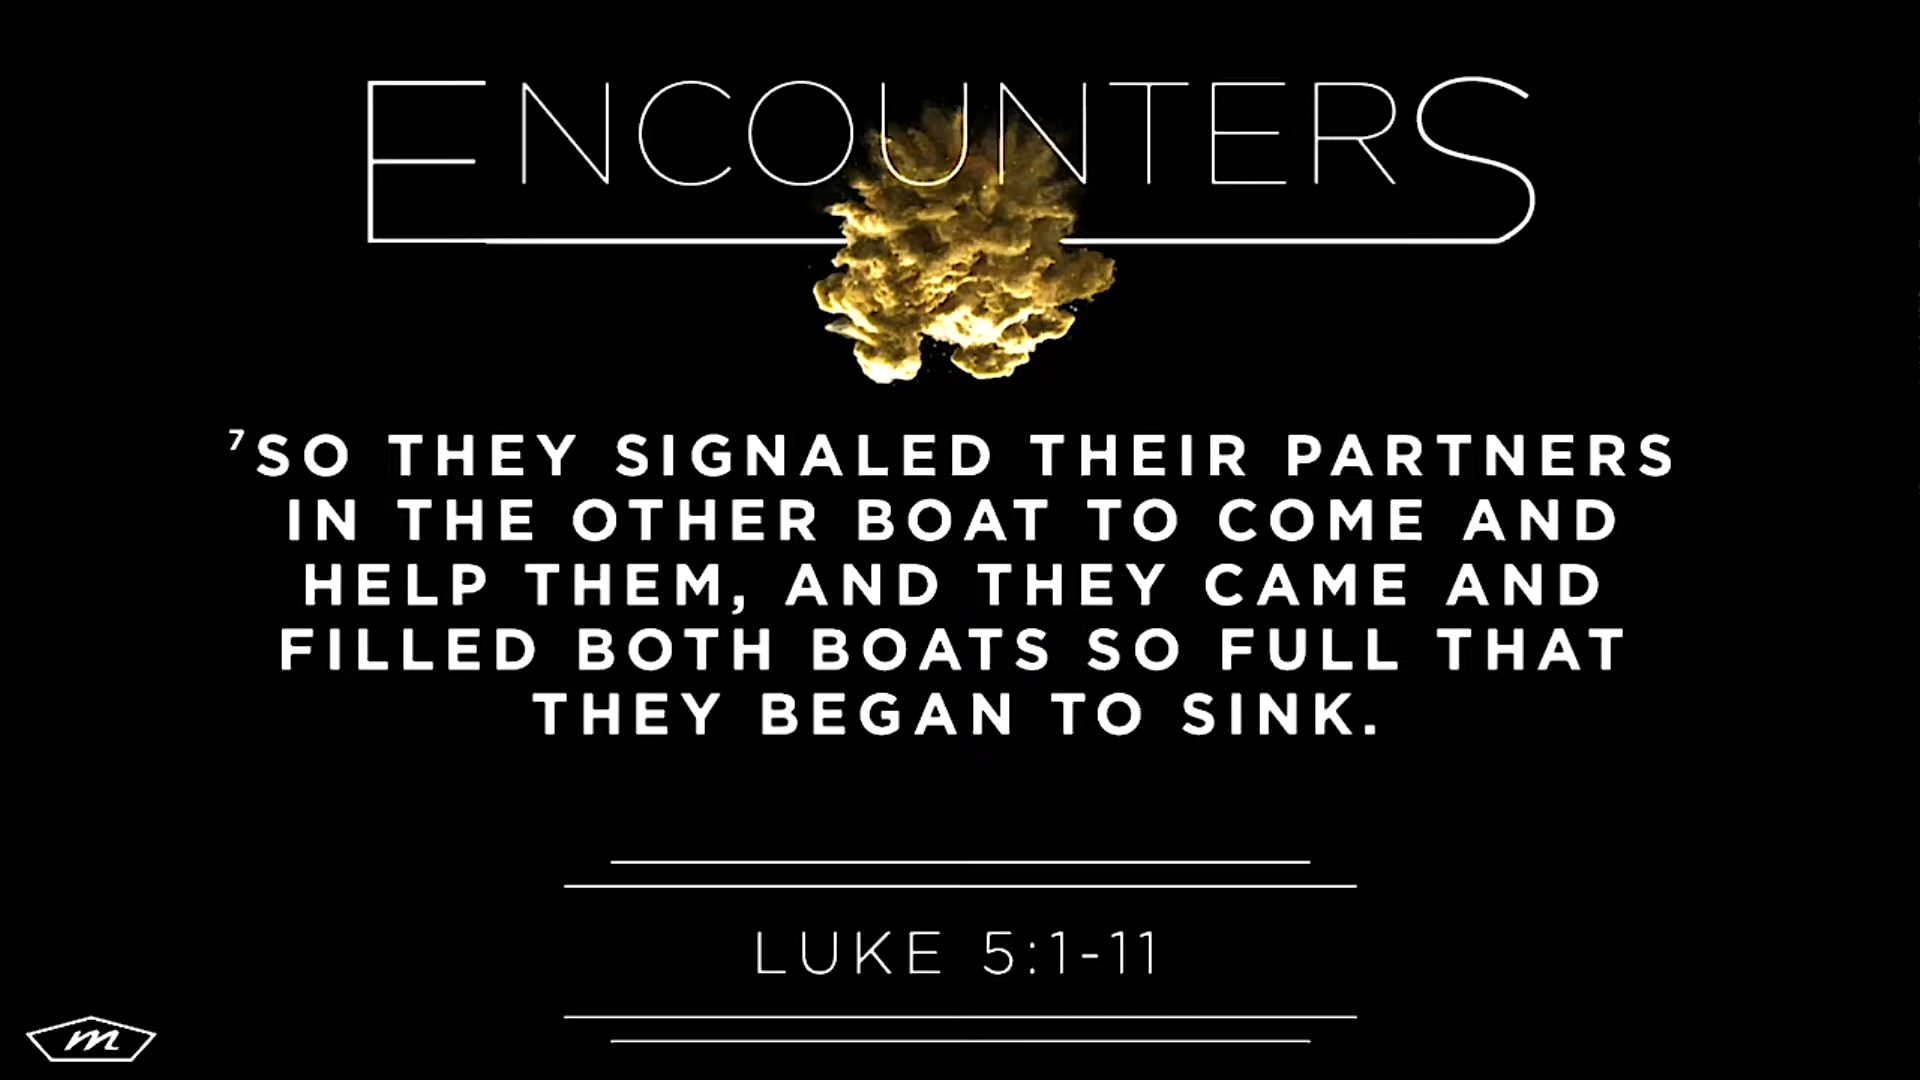 ENCOUNTERS
⁷SO THEY SIGNALED THEIR PARTNERS
IN THE OTHER BOAT TO COME AND
HELP THEM, AND THEY CAME AND
FILLED BOTH BOATS SO FULL THAT
THEY BEGAN TO SINK.
LUKE 5:1-11
m